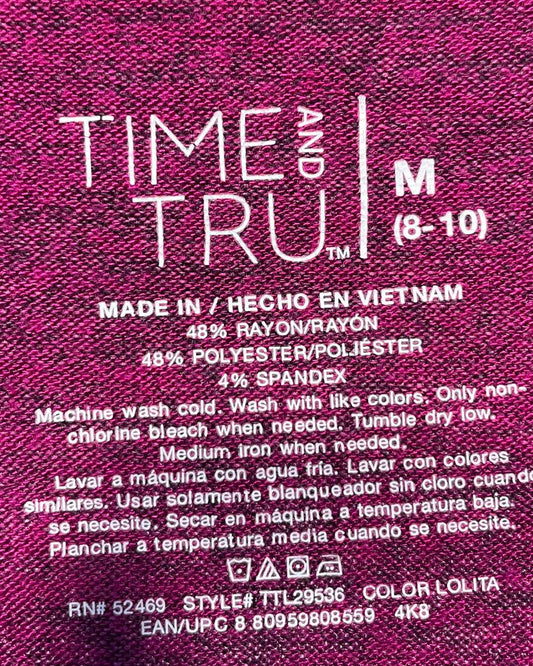 TIME AND TRU™
M
(8-10)
MADE IN / HECHO EN VIETNAM
48% RAYON/RAYÓN
48% POLYESTER/POLIÉSTER
4% SPANDEX
Machine wash cold. Wash with like colors. Only non-
chlorine bleach when needed. Tumble dry low.
Medium iron when needed.
Lavar a máquina con agua fría. Lavar con colores
similares. Usar solamente blanqueador sin cloro cuando
se necesite. Secar en máquina a temperatura baja.
Planchar a temperatura media cuando se necesite.
RN# 52469 STYLE# TTL29536 COLOR LOLITA
EAN/UPC 8 80959808559 4K8